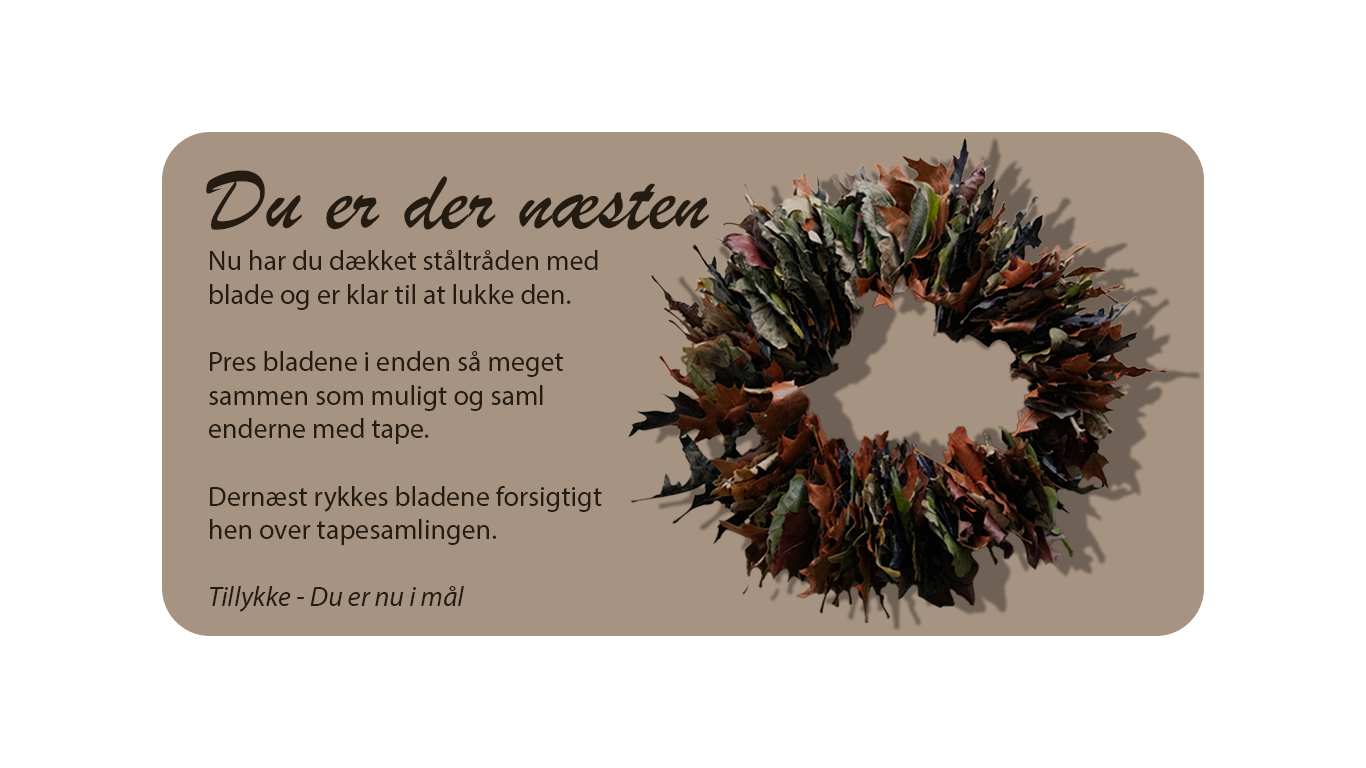 Du er der næsten
Nu har du dækket ståltråden med
blade og er klar til at lukke den.
Pres bladene i enden så meget
sammen som muligt og saml
enderne med tape.
Dernæst rykkes bladene forsigtigt
hen over tapesamlingen.
Tillykke - Du er nu i mål